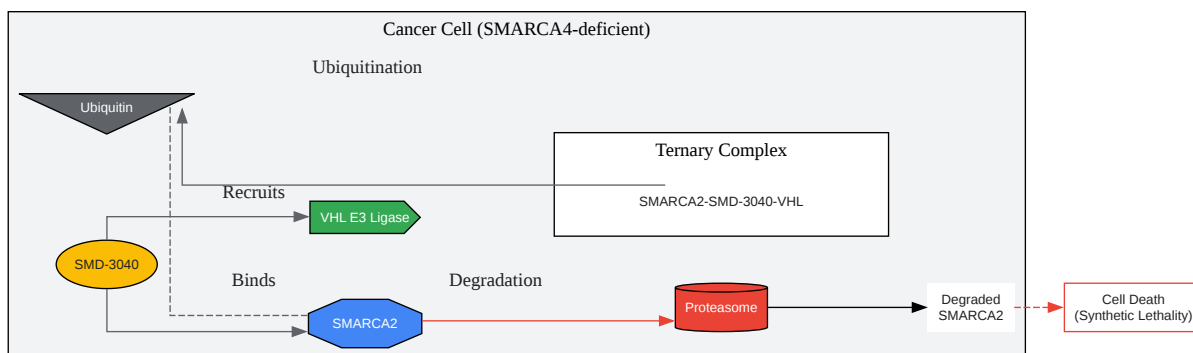 Cancer Cell (SMARCA4-deficient)
Ubiquitination
Ubiquitin
Ternary Complex
SMARCA2-SMD-3040-VHL
Recruits
VHL E3 Ligase
SMD-3040
Binds
Degradation
SMARCA2
Proteasome
Degraded
SMARCA2
Cell Death
(Synthetic Lethality)